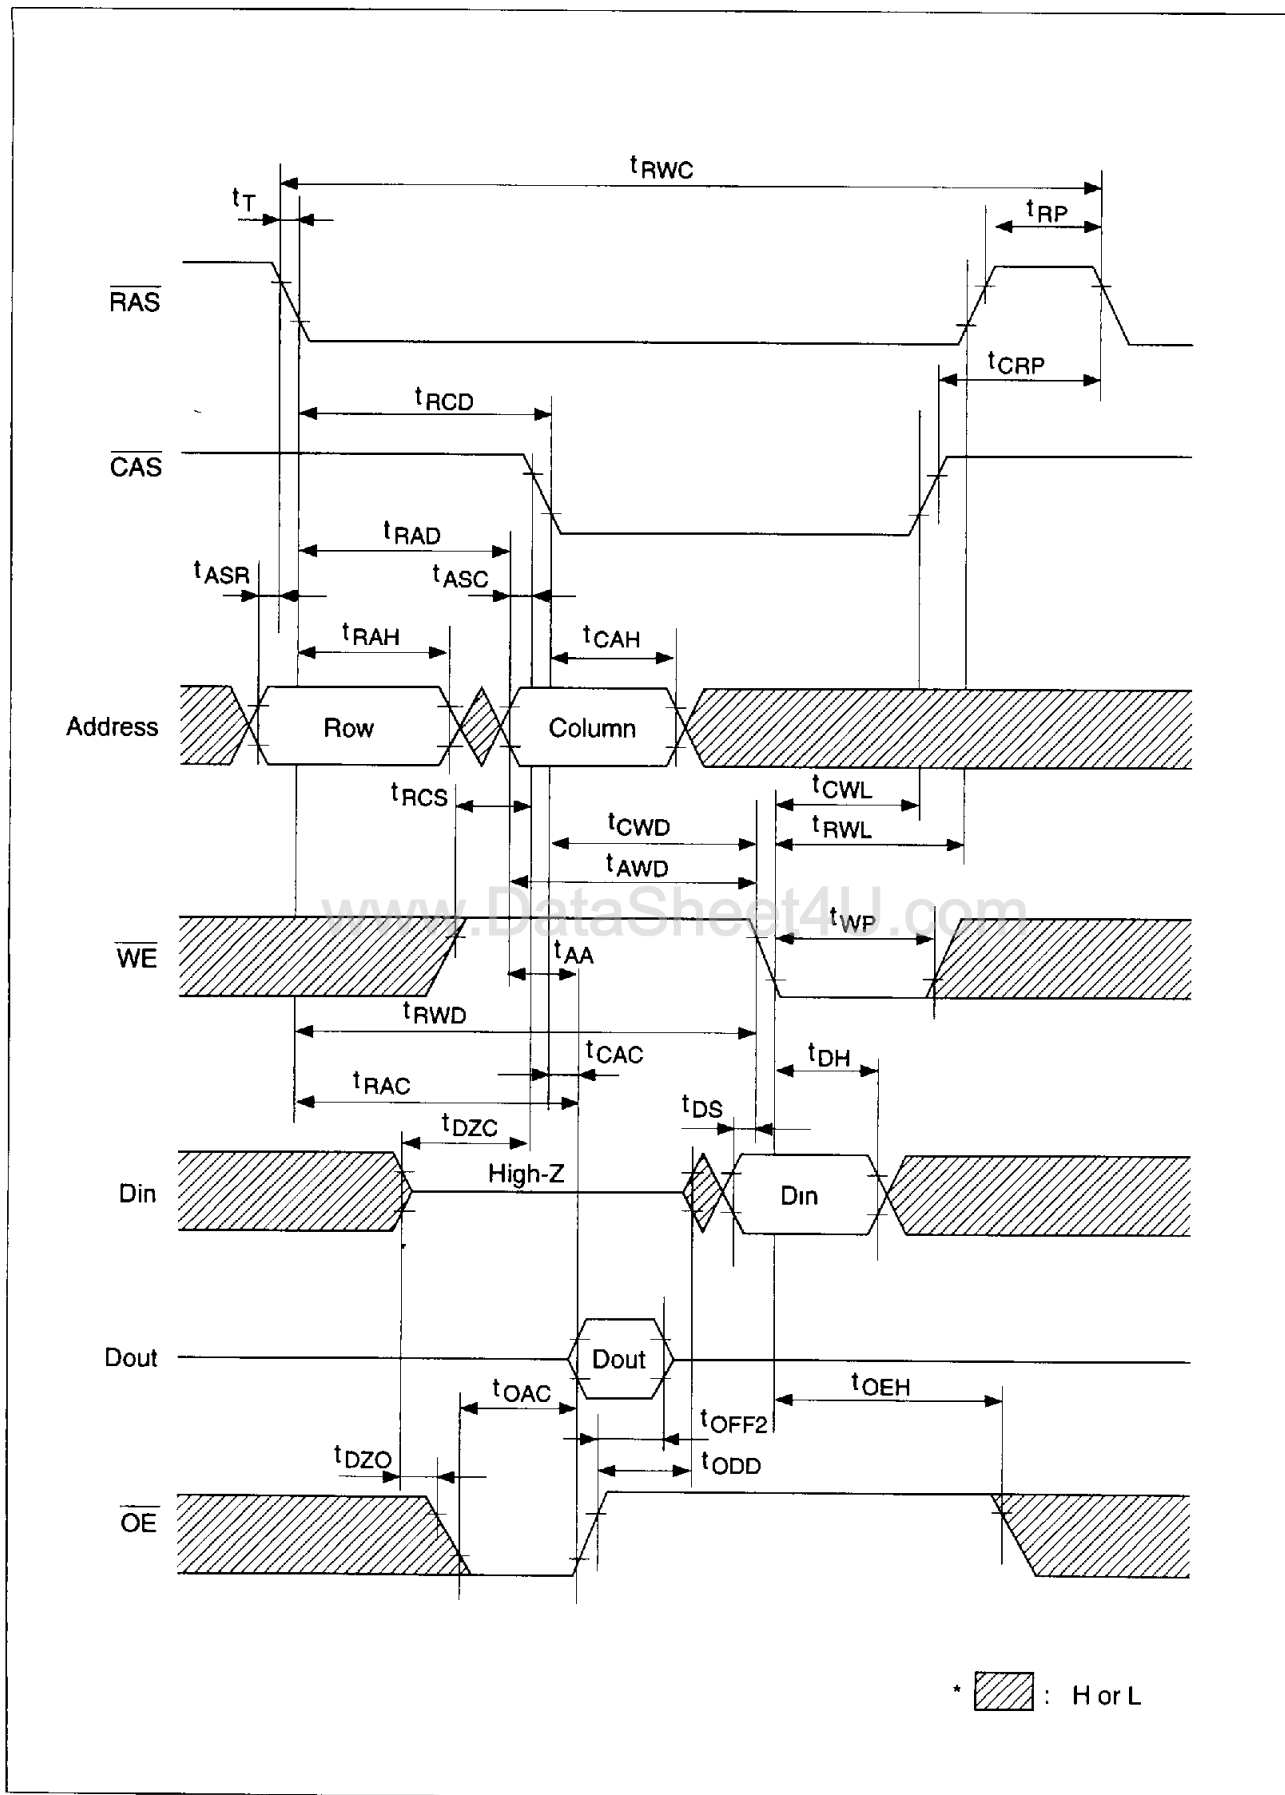 tRWC
tT
tRP
RAS
tCRP
tRCD
CAS
tRAD
tASR
tASC
tRAH
tCAH
Address
Row
Column
tRCS
tCWL
tCWD
tRWL
tAWD
www.DataSheet4U.com
tWP
WE
tAA
tRWD
tCAC
tDH
tRAC
tDS
tDZC
High-Z
Din
Din
Dout
Dout
tOAC
tOEH
tOFF2
tDZO
tODD
OE
* : H or L